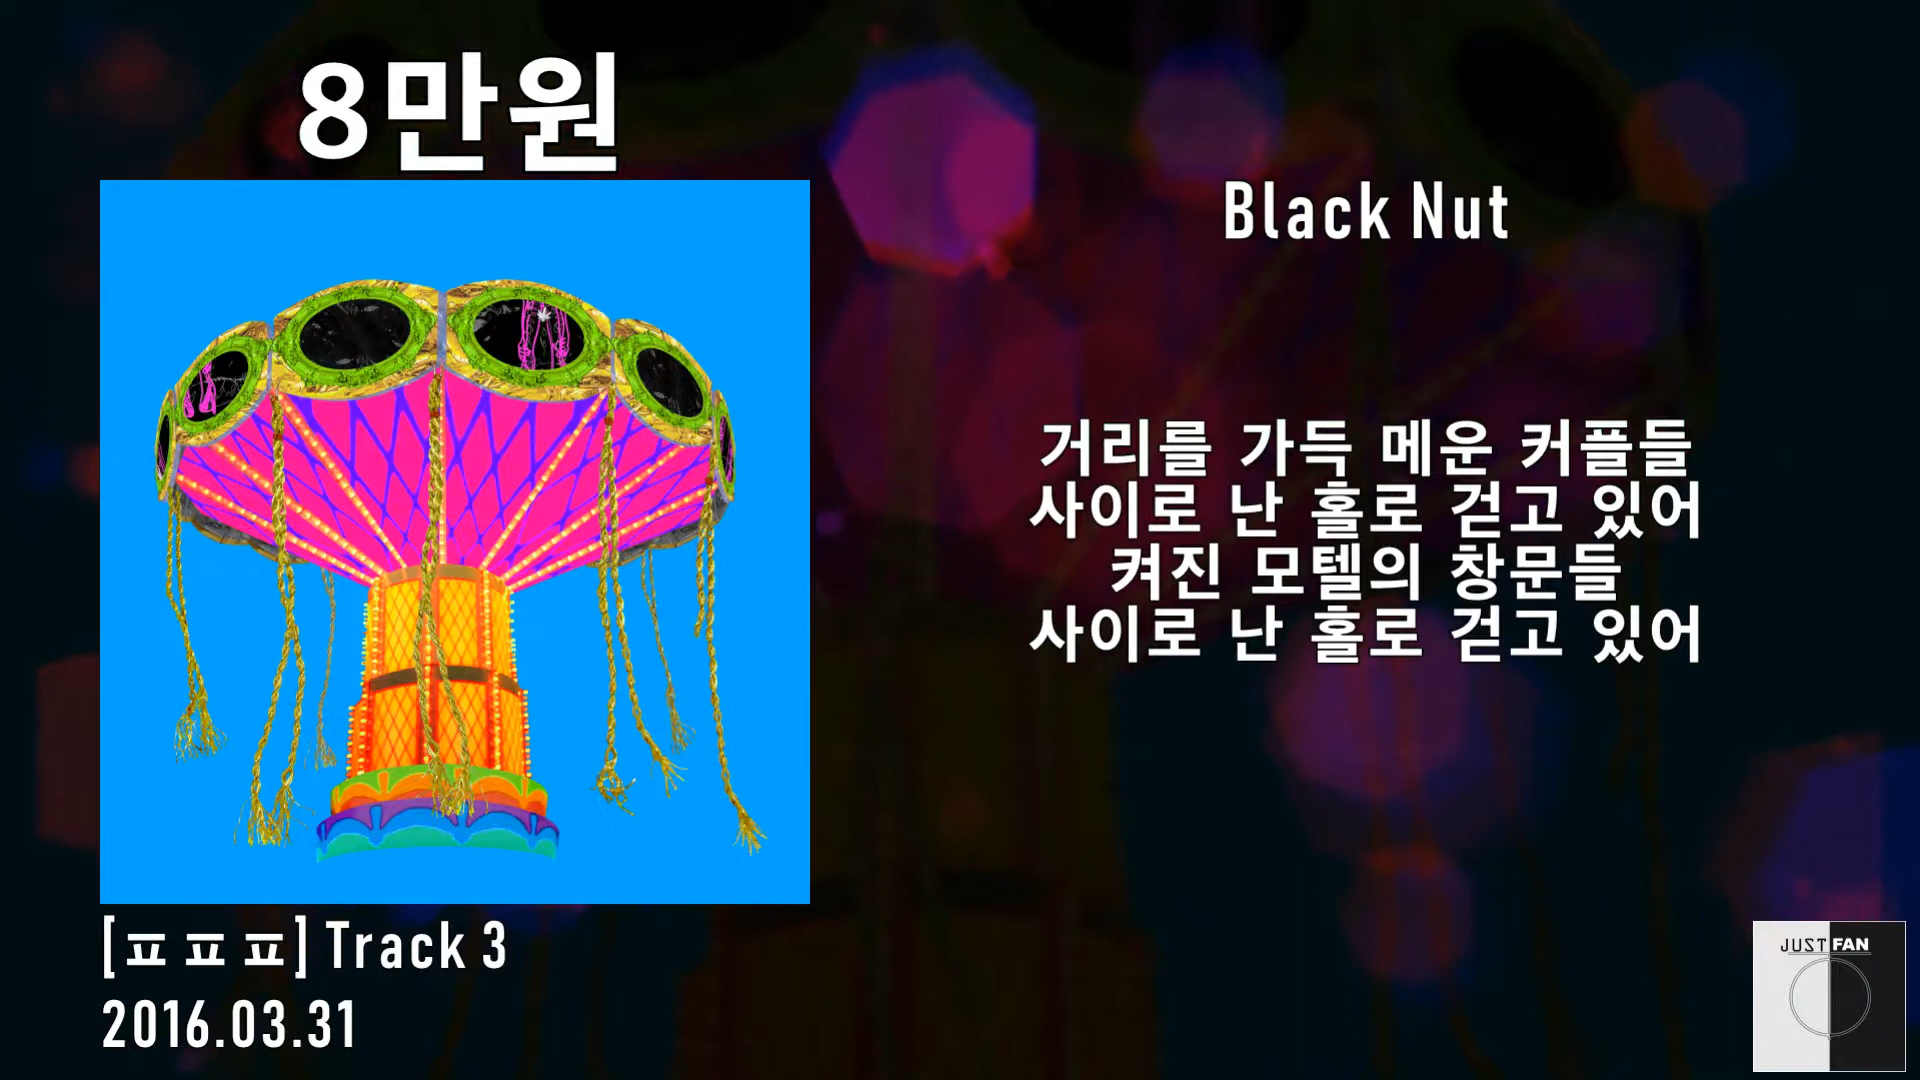 8만원
Black Nut
거리를 가득 메운 커플들
사이로 난 홀로 걷고 있어
켜진 모텔의 창문들
사이로 난 홀로 걷고 있어
[ㅍㅍㅍ] Track 3
2016.03.31
JUST FAN